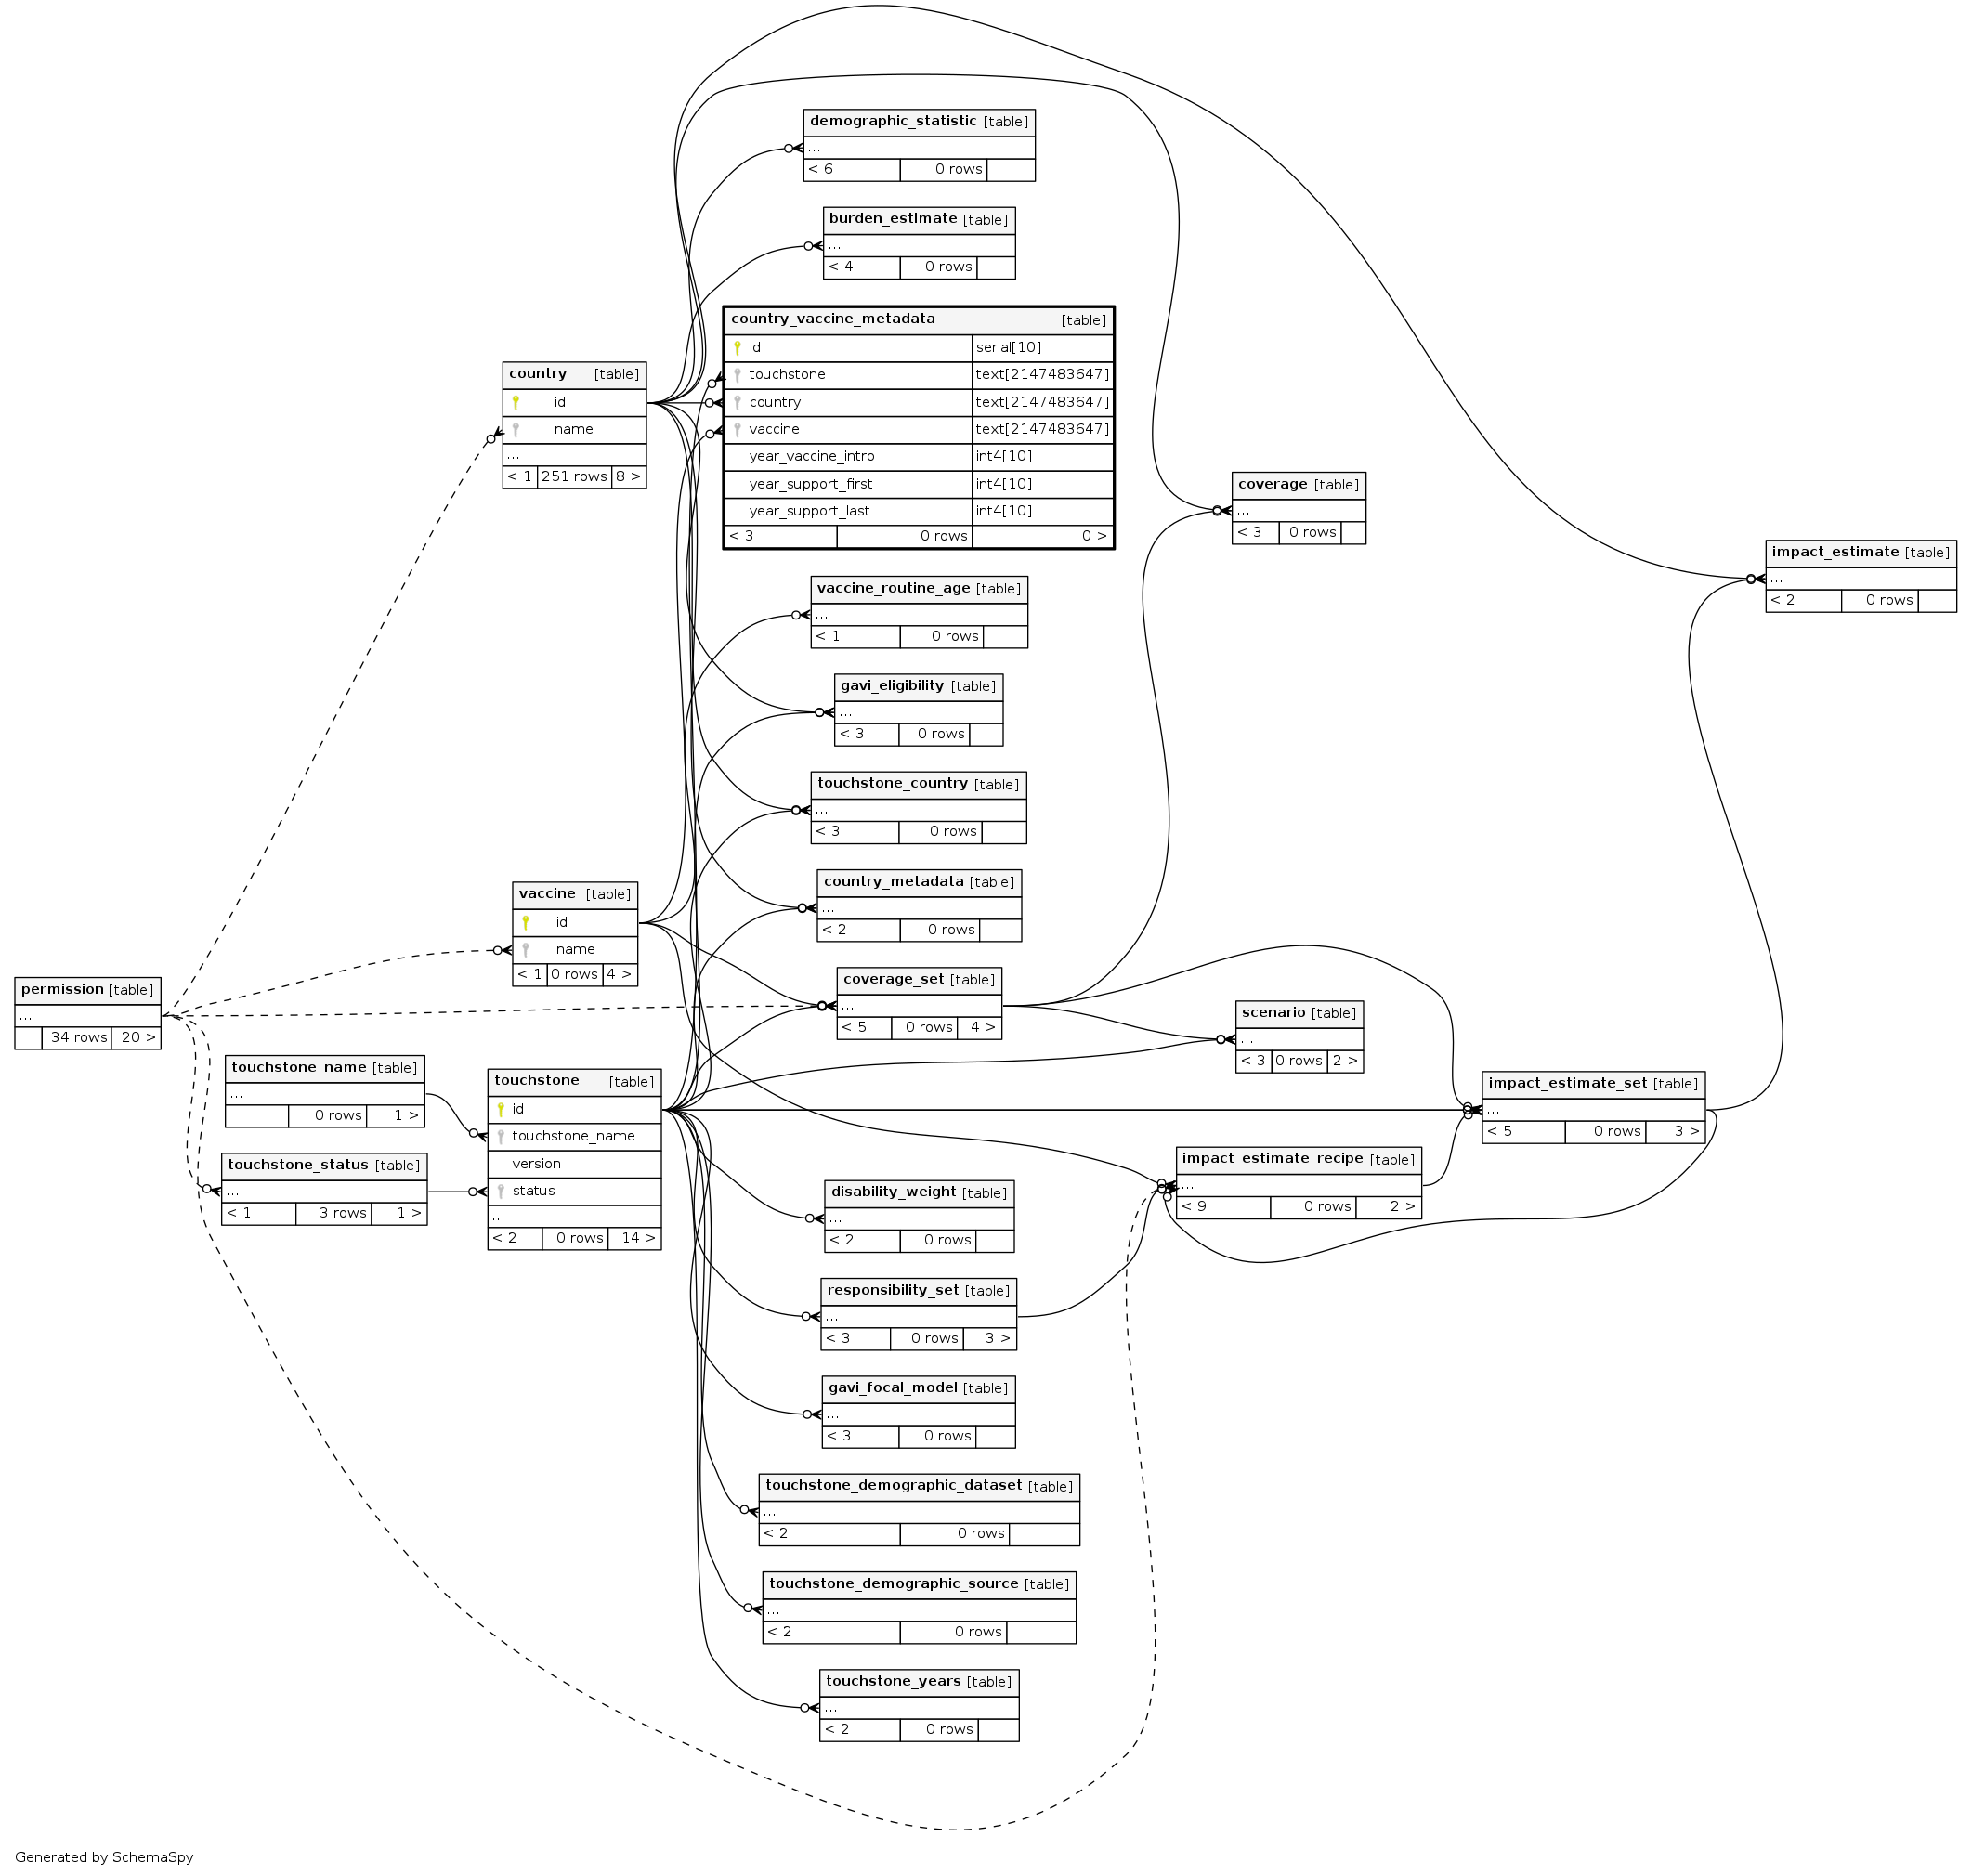 demographic_statistic [table]
...
< 6 0 rows
burden_estimate [table]
...
< 4 0 rows
country_vaccine_metadata [table]
id serial[10]
touchstone text[2147483647]
country text[2147483647]
vaccine text[2147483647]
year_vaccine_intro int4[10]
year_support_first int4[10]
year_support_last int4[10]
< 3 0 rows 0 >
country [table]
id
name
...
< 1 251 rows 8 >
coverage [table]
...
< 3 0 rows
impact_estimate [table]
...
< 2 0 rows
vaccine_routine_age [table]
...
< 1 0 rows
gavi_eligibility [table]
...
< 3 0 rows
touchstone_country [table]
...
< 3 0 rows
country_metadata [table]
...
< 2 0 rows
vaccine [table]
id
name
< 1 0 rows 4 >
permission [table]
...
34 rows 20 >
coverage_set [table]
...
< 5 0 rows 4 >
scenario [table]
...
< 3 0 rows 2 >
touchstone_name [table]
...
0 rows 1 >
touchstone [table]
id
touchstone_name
version
status
...
< 2 0 rows 14 >
impact_estimate_set [table]
...
< 5 0 rows 3 >
touchstone_status [table]
...
< 1 3 rows 1 >
impact_estimate_recipe [table]
...
< 9 0 rows 2 >
disability_weight [table]
...
< 2 0 rows
responsibility_set [table]
...
< 3 0 rows 3 >
gavi_focal_model [table]
...
< 3 0 rows
touchstone_demographic_dataset [table]
...
< 2 0 rows
touchstone_demographic_source [table]
...
< 2 0 rows
touchstone_years [table]
...
< 2 0 rows
Generated by SchemaSpy